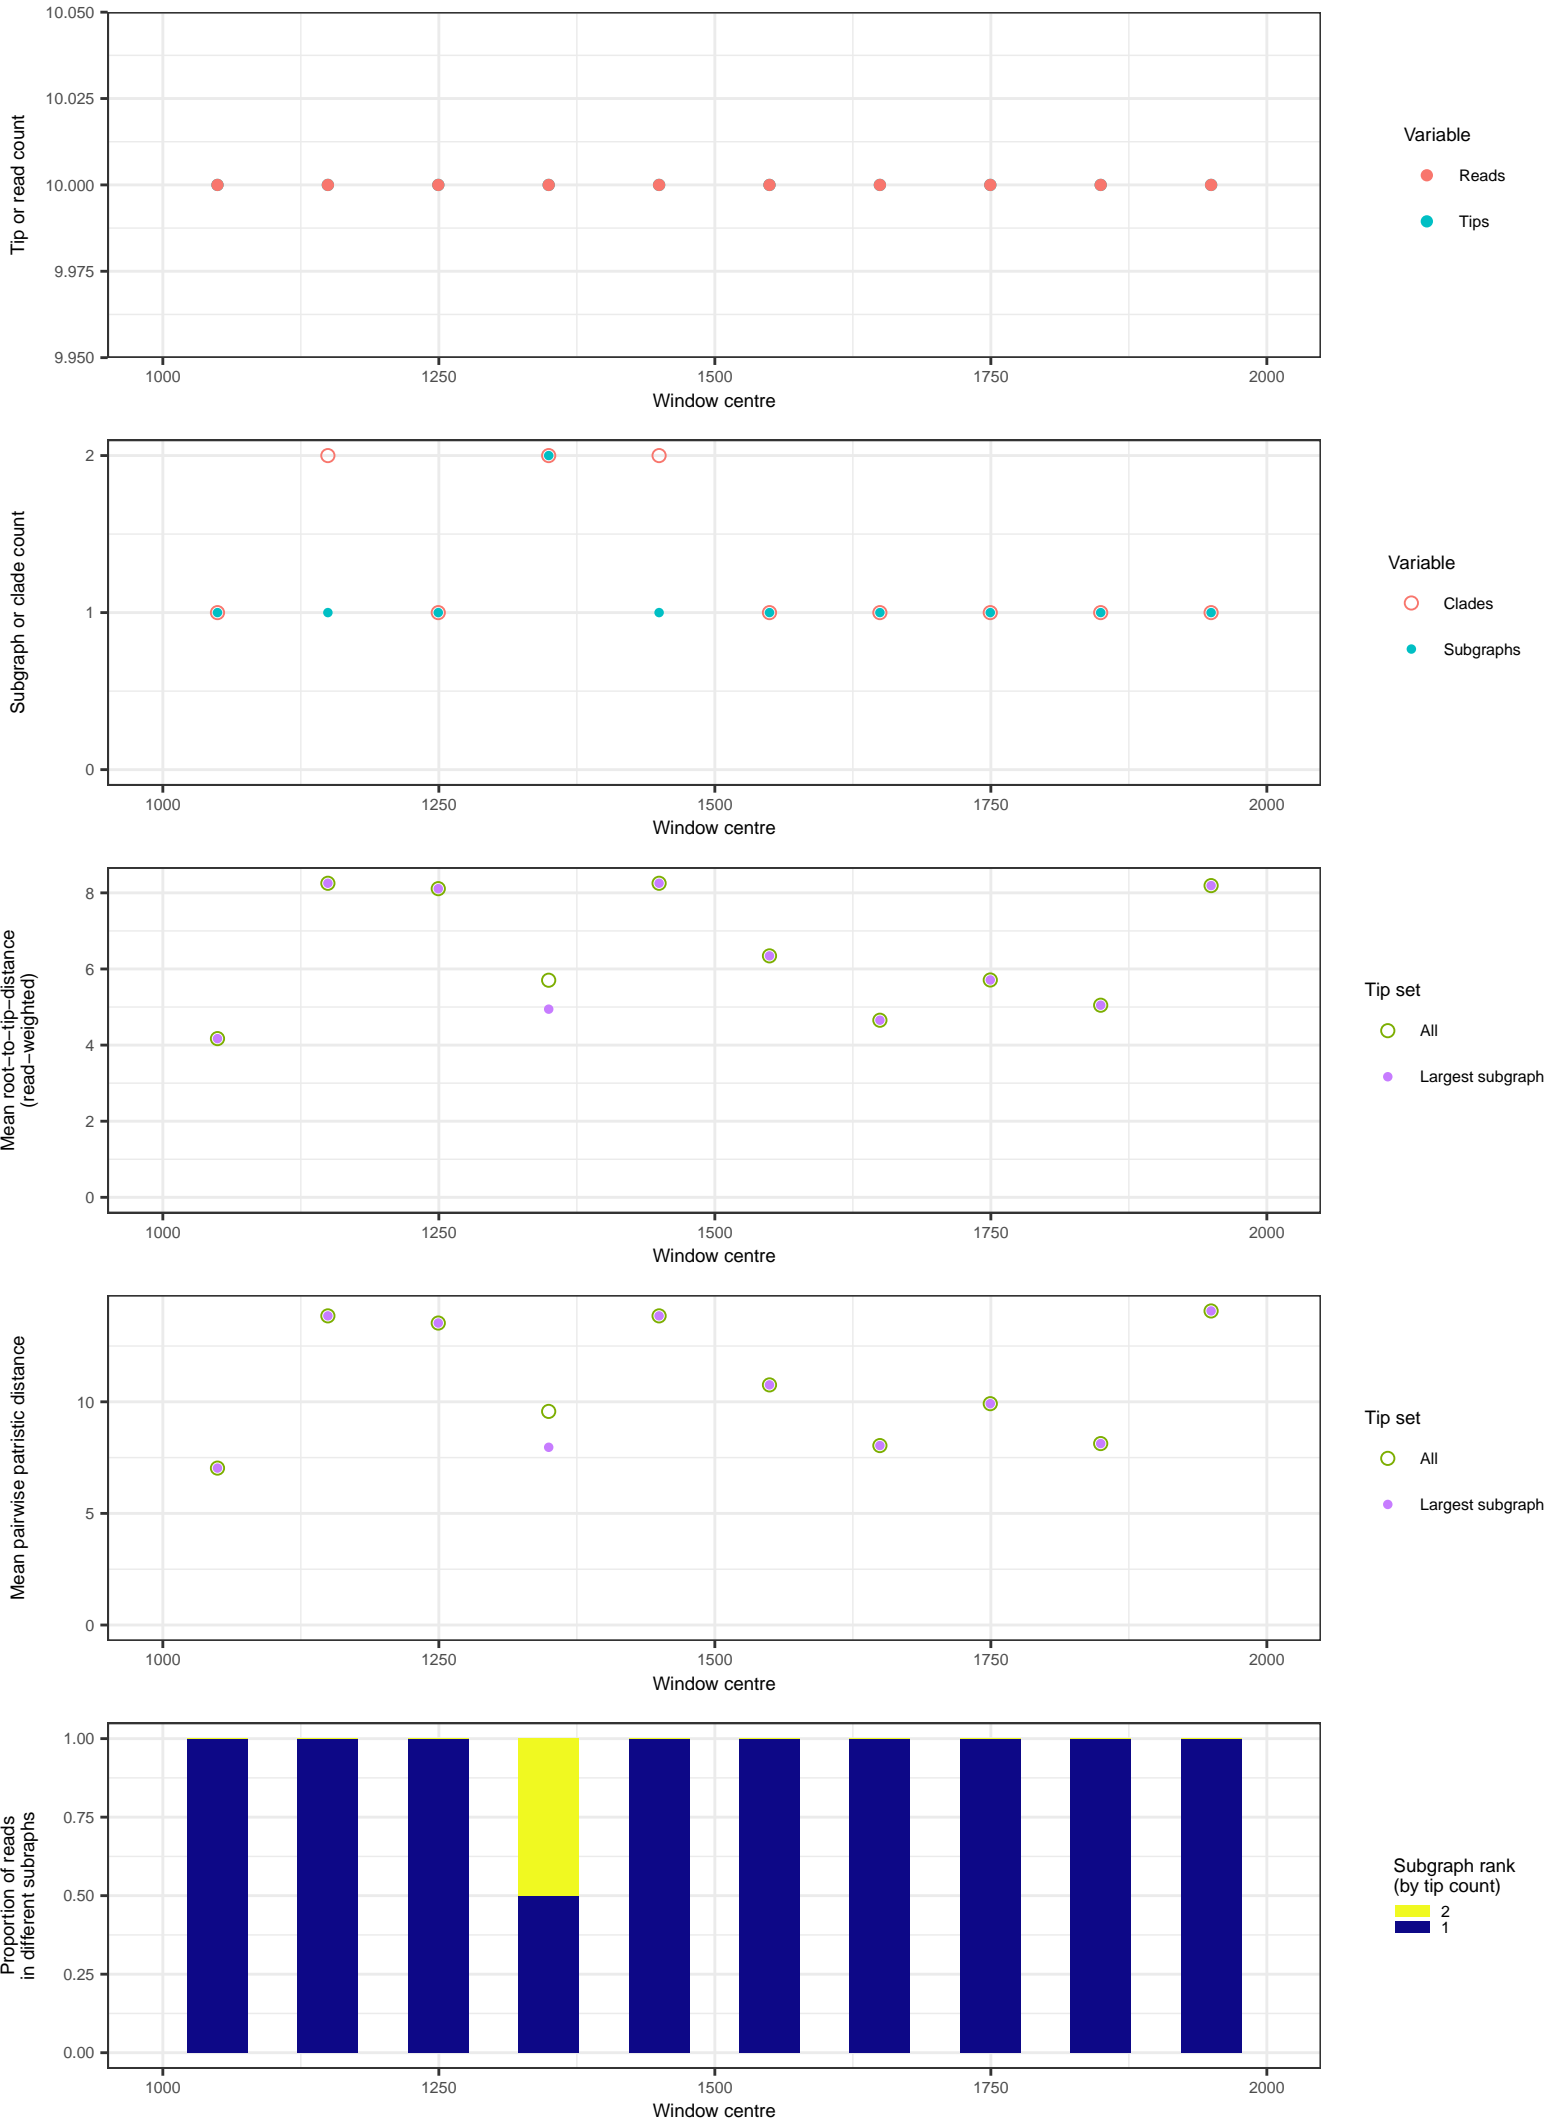 10.050
10.025
10.000
9.975
9.950
Tip or read count
1000 1250 1500 1750 2000
Window centre
Variable
Reads
Tips
2
1
0
Subgraph or clade count
1000 1250 1500 1750 2000
Window centre
Variable
Clades
Subgraphs
8
6
4
2
0
Mean root−to−tip−distance
(read−weighted)
1000 1250 1500 1750 2000
Window centre
Tip set
All
Largest subgraph
10
5
0
Mean pairwise patristic distance
1000 1250 1500 1750 2000
Window centre
Tip set
All
Largest subgraph
1.00
0.75
0.50
0.25
0.00
Proportion of reads
in different subraphs
1000 1250 1500 1750 2000
Window centre
Subgraph rank
(by tip count)
2
1